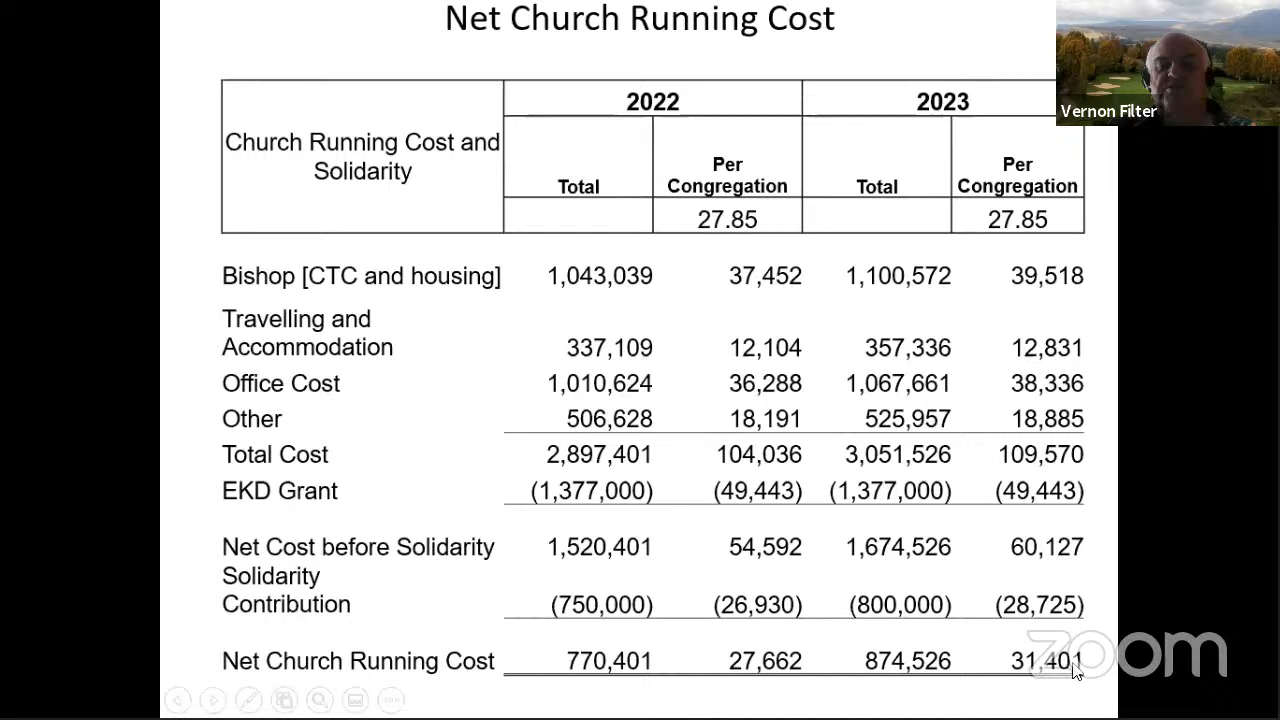 Net Church Running Cost
Vernon Filter
2022 2023
Church Running Cost and
Solidarity
Total Per Congregation Total Per Congregation
27.85 27.85
Bishop [CTC and housing] 1,043,039 37,452 1,100,572 39,518
Travelling and
Accommodation 337,109 12,104 357,336 12,831
Office Cost 1,010,624 36,288 1,067,661 38,336
Other 506,628 18,191 525,957 18,885
Total Cost 2,897,401 104,036 3,051,526 109,570
EKD Grant (1,377,000) (49,443) (1,377,000) (49,443)
Net Cost before Solidarity 1,520,401 54,592 1,674,526 60,127
Solidarity
Contribution (750,000) (26,930) (800,000) (28,725)
Net Church Running Cost 770,401 27,662 874,526 31,401
zoom